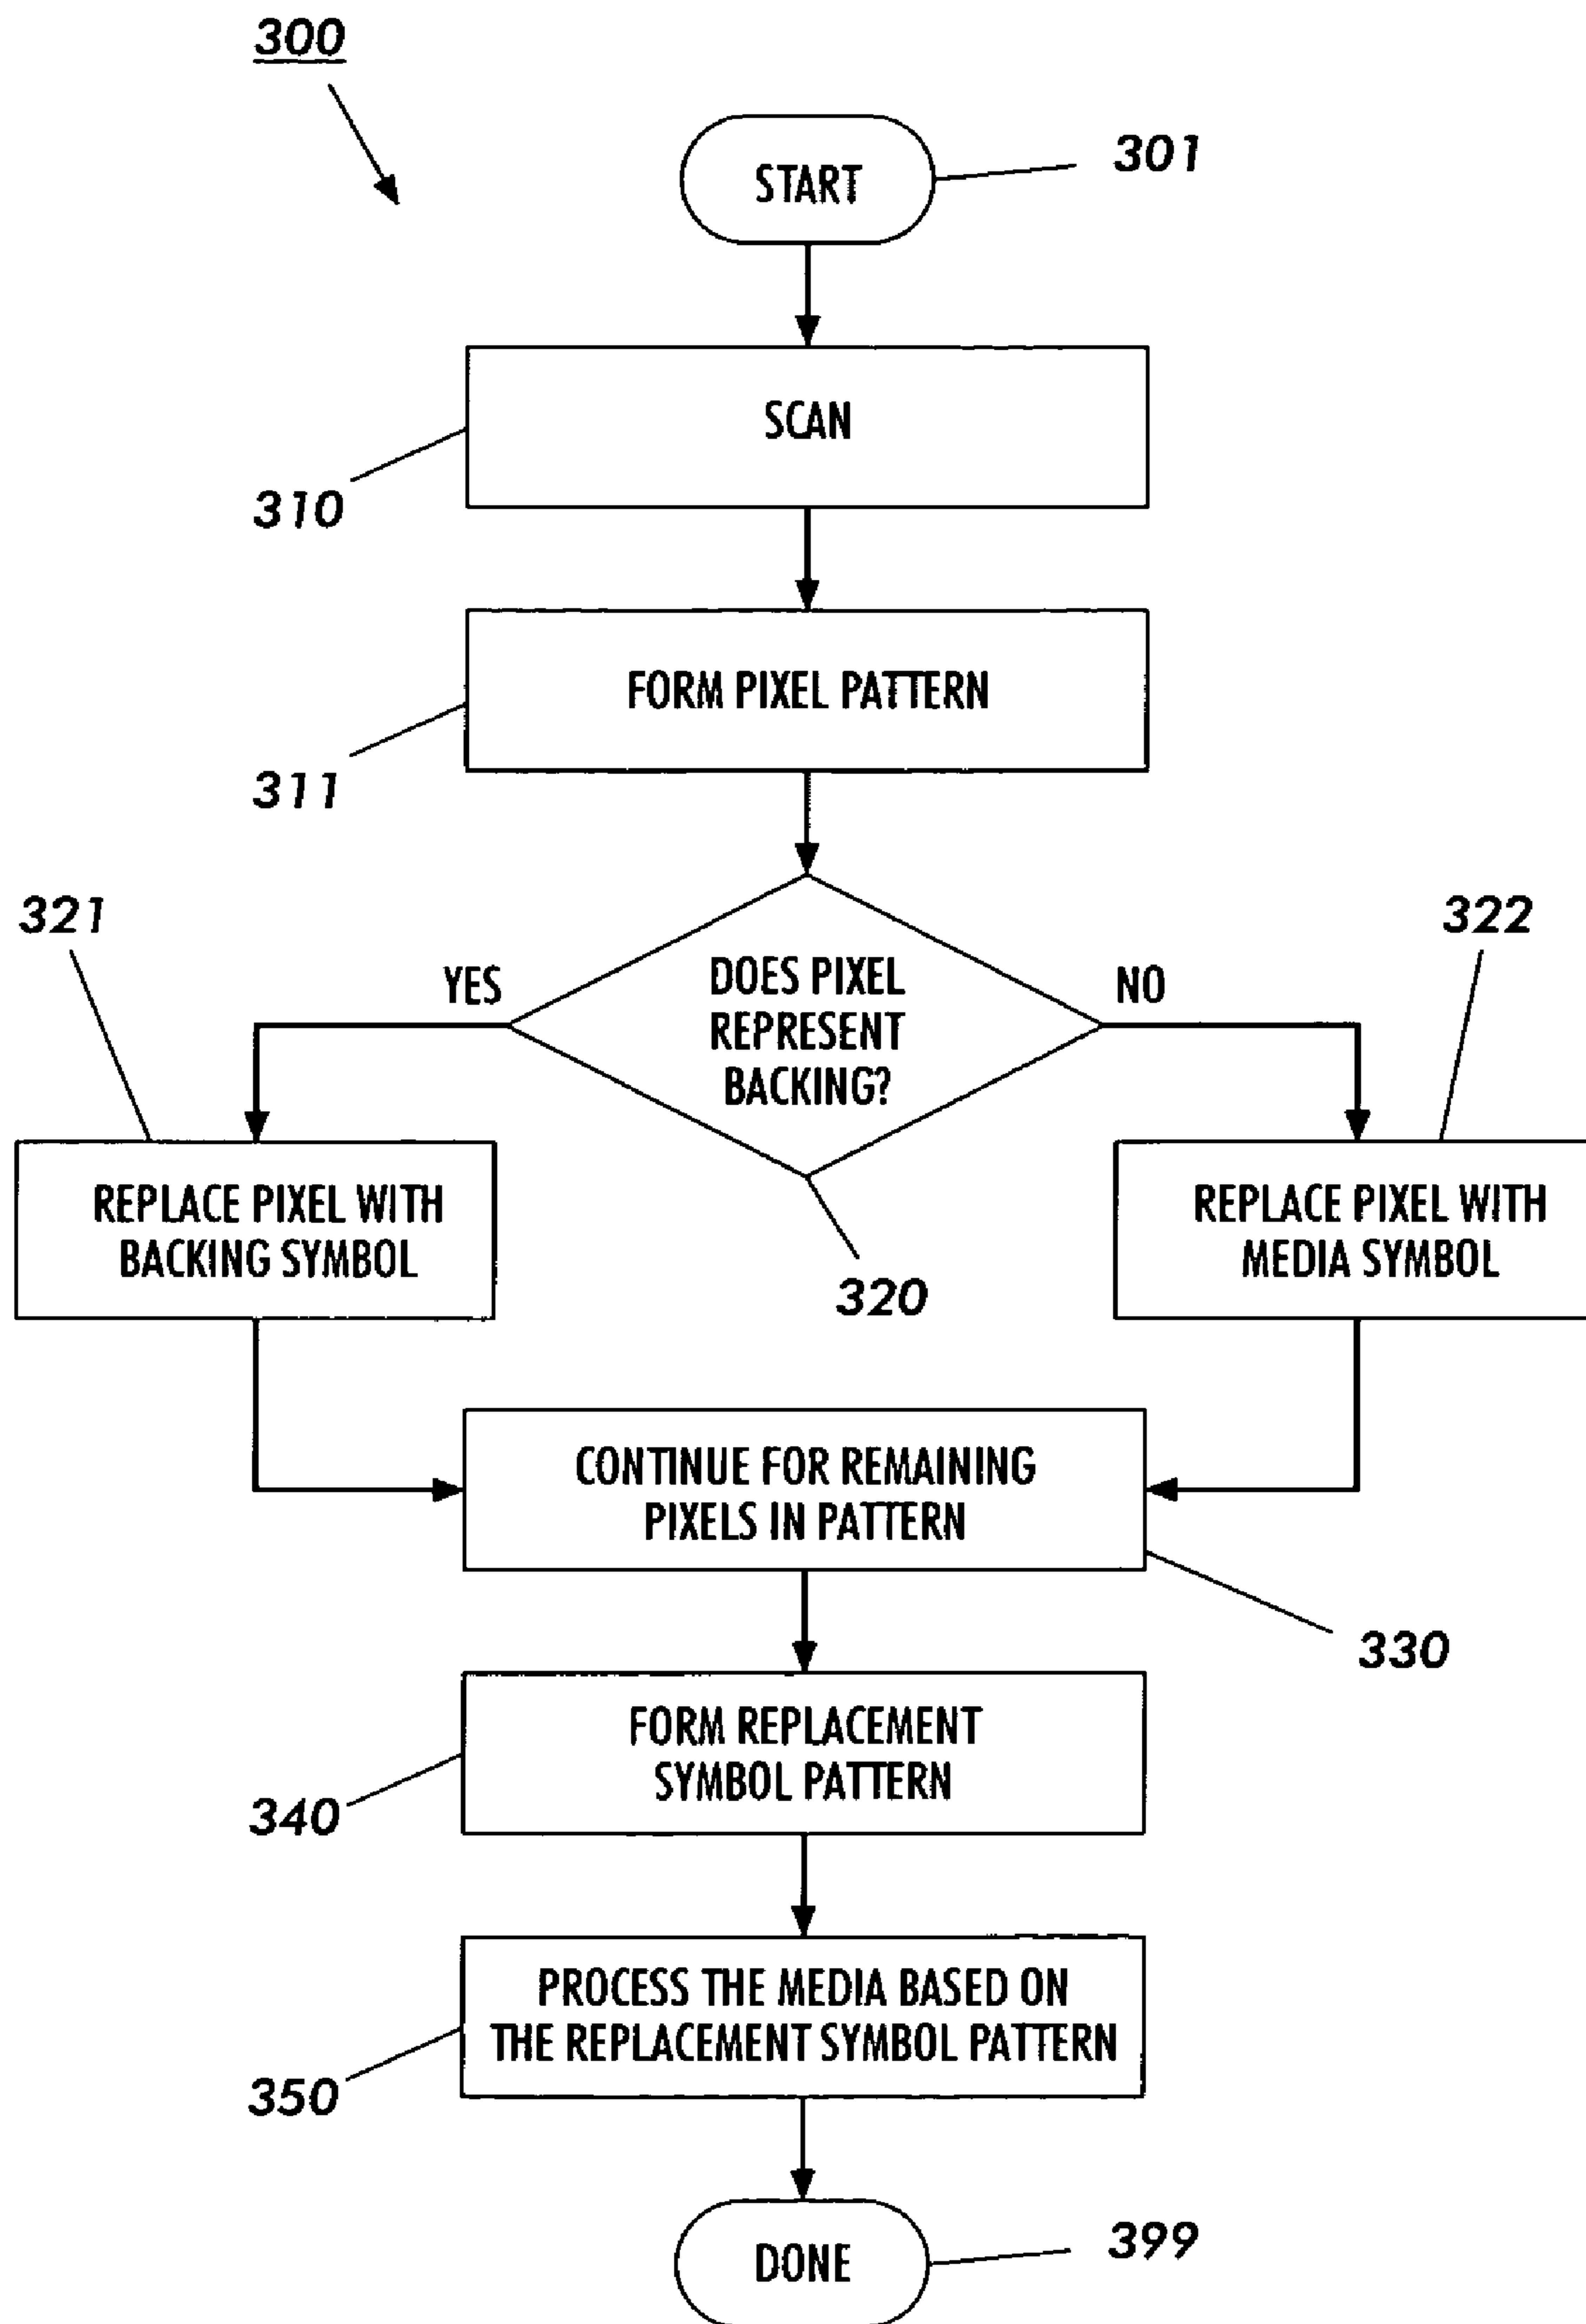 300
START
301
SCAN
310
FORM PIXEL PATTERN
311
321
322
YES
DOES PIXEL
REPRESENT
BACKING?
NO
REPLACE PIXEL WITH
BACKING SYMBOL
REPLACE PIXEL WITH
MEDIA SYMBOL
320
CONTINUE FOR REMAINING
PIXELS IN PATTERN
330
FORM REPLACEMENT
SYMBOL PATTERN
340
PROCESS THE MEDIA BASED ON
THE REPLACEMENT SYMBOL PATTERN
350
DONE
399